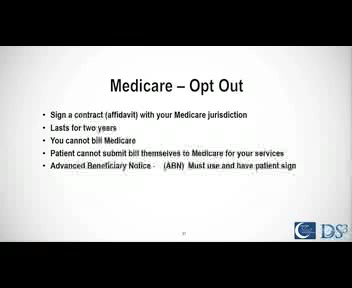 Medicare – Opt Out
• Sign a contract (affidavit) with your Medicare jurisdiction
• Lasts for two years
• You cannot bill Medicare
• Patient cannot submit bill themselves to Medicare for your services
• Advanced Beneficiary Notice - (ABN) Must use and have patient sign
DS3